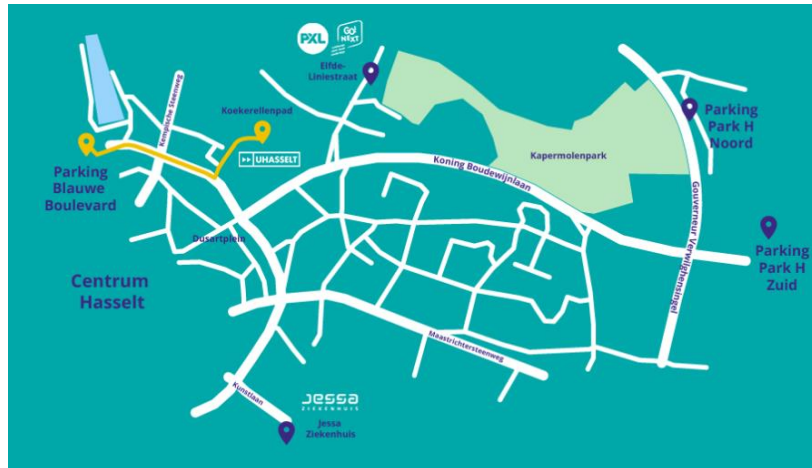 PXL
GO!
NEXT
Elfde-
Liniestraat
Koekerellenpad
Kempische Steenweg
UHASSELT
Parking
Blauwe
Boulevard
Kapermolenpark
Parking
Park H
Noord
Koning Boudewijnlaan
Gouverneur Verwilghensingel
Dusartplein
Parking
Park H
Zuid
Centrum
Hasselt
Maastrichtersteenweg
Kunstlaan
Jessa
ZIEKENHUIS
Jessa
Ziekenhuis